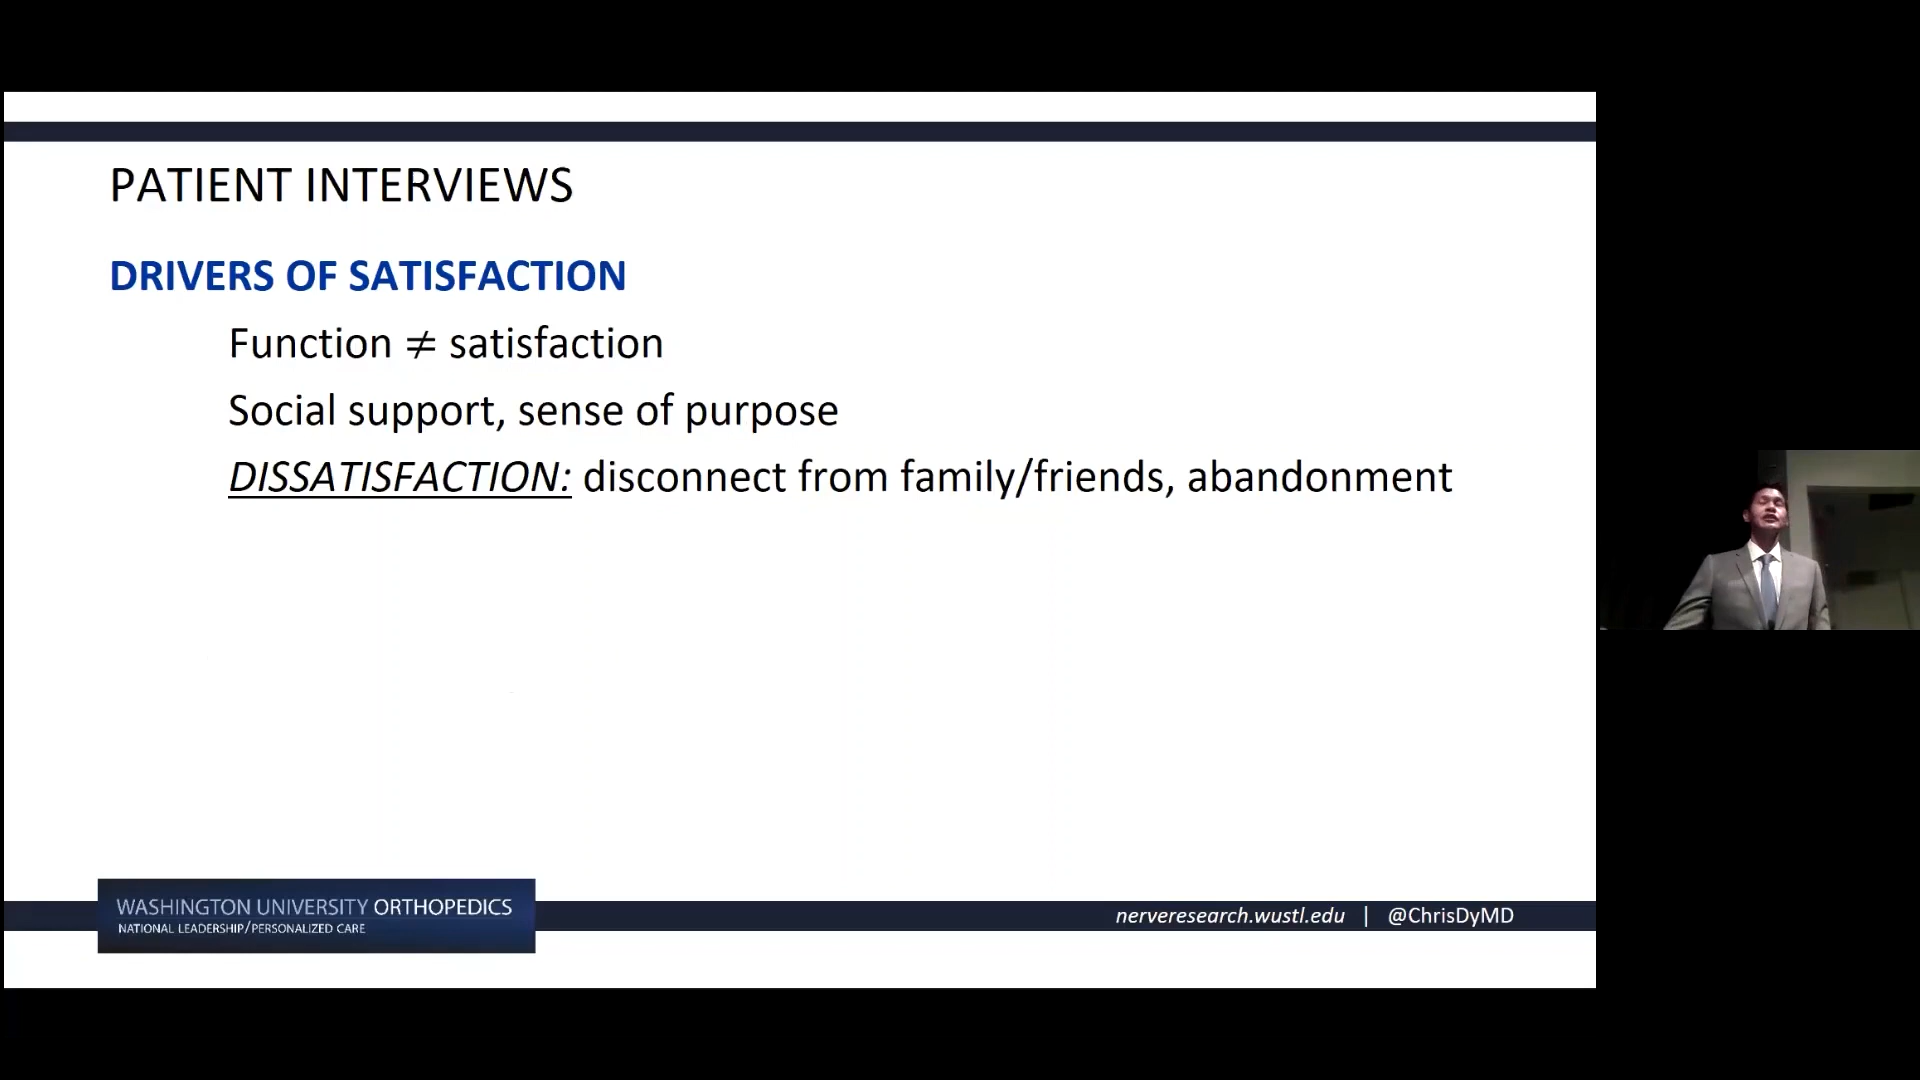 PATIENT INTERVIEWS
DRIVERS OF SATISFACTION
Function ≠ satisfaction
Social support, sense of purpose
DISSATISFACTION: disconnect from family/friends, abandonment
WASHINGTON UNIVERSITY ORTHOPEDICS
NATIONAL LEADERSHIP/PERSONALIZED CARE
nerveresearch.wustl.edu | @ChrisDyMD